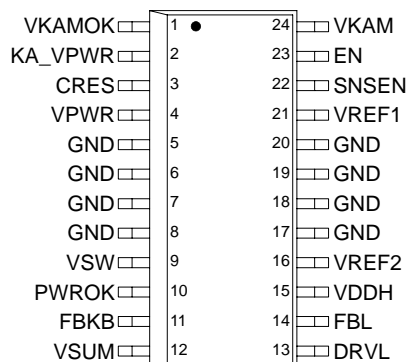 VKAMOK 1 24 VKAM
KA_VPWR 2 23 EN
CRES 3 22 SNSEN
VPWR 4 21 VREF1
GND 5 20 GND
GND 6 19 GND
GND 7 18 GND
GND 8 17 GND
VSW 9 16 VREF2
PWROK 10 15 VDDH
FBKB 11 14 FBL
VSUM 12 13 DRVL